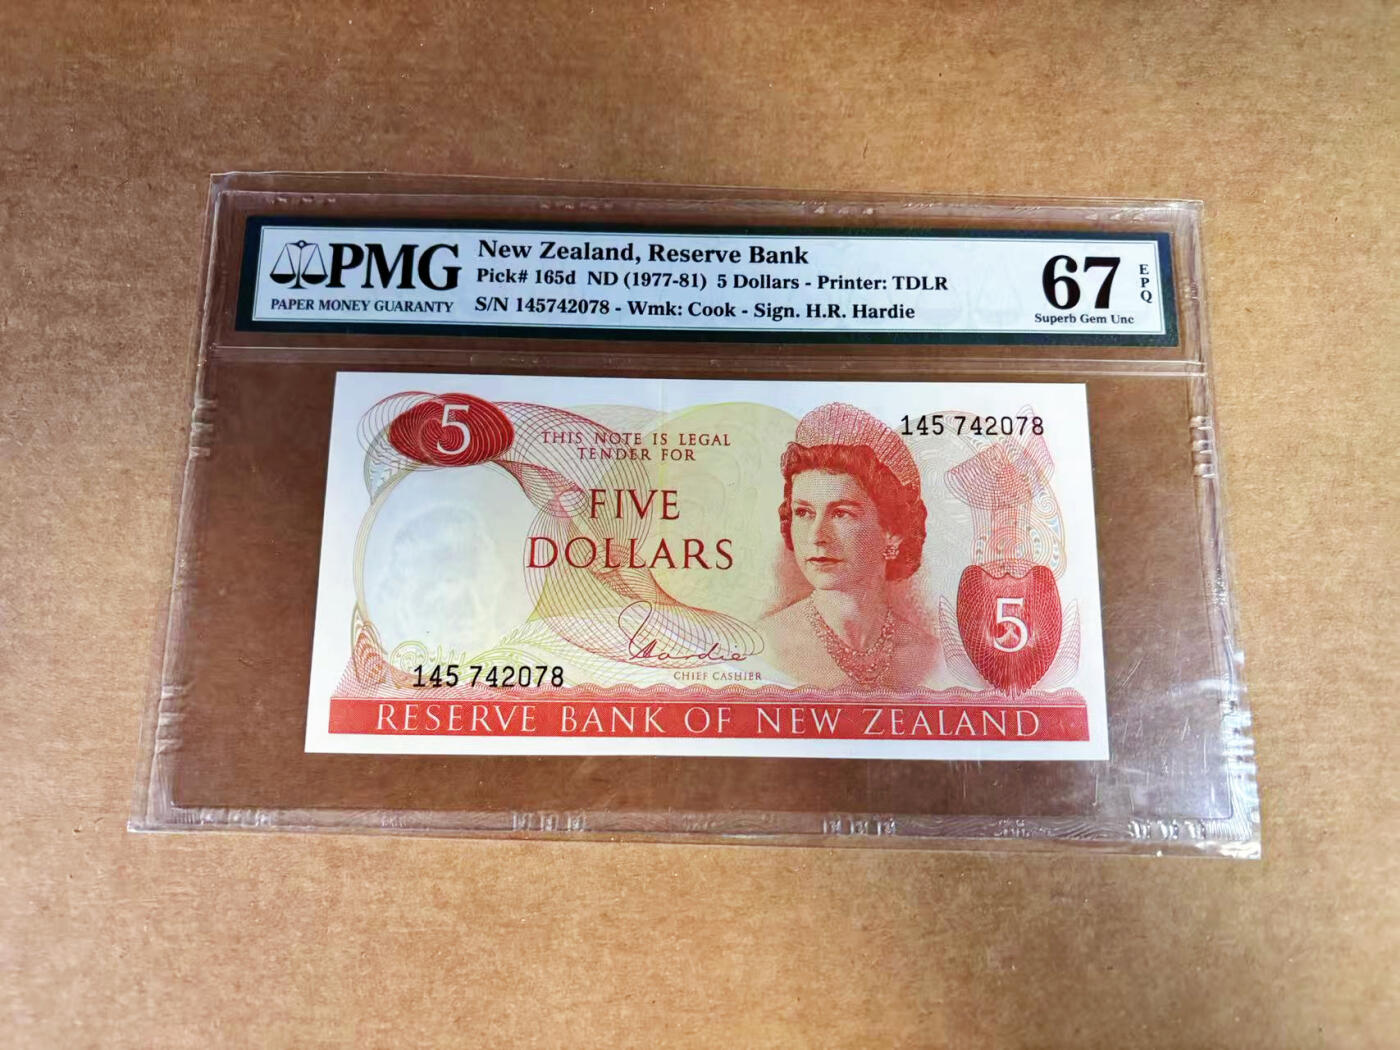 PMG
PAPER MONEY GUARANTY
New Zealand, Reserve Bank
Pick# 165d ND (1977-81) 5 Dollars - Printer: TDLR
S/N 145742078 - Wmk: Cook - Sign. H.R. Hardie
67
EPQ
Superb Gem Unc
5
THIS NOTE IS LEGAL
TENDER FOR
FIVE
DOLLARS
145 742078
5
Hardie
CHIEF CASHIER
145 742078
RESERVE BANK OF NEW ZEALAND